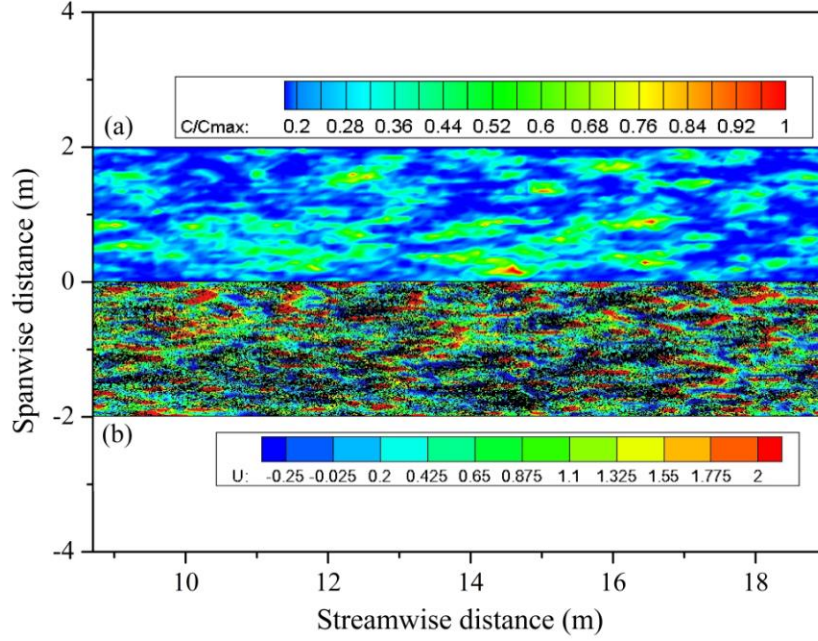 4
(a)
C/Cmax: 0.2 0.28 0.36 0.44 0.52 0.6 0.68 0.76 0.84 0.92 1
2
0
-2
(b)
U: -0.25 -0.025 0.2 0.425 0.65 0.875 1.1 1.325 1.55 1.775 2
-4
Spanwise distance (m)
10 12 14 16 18
Streamwise distance (m)